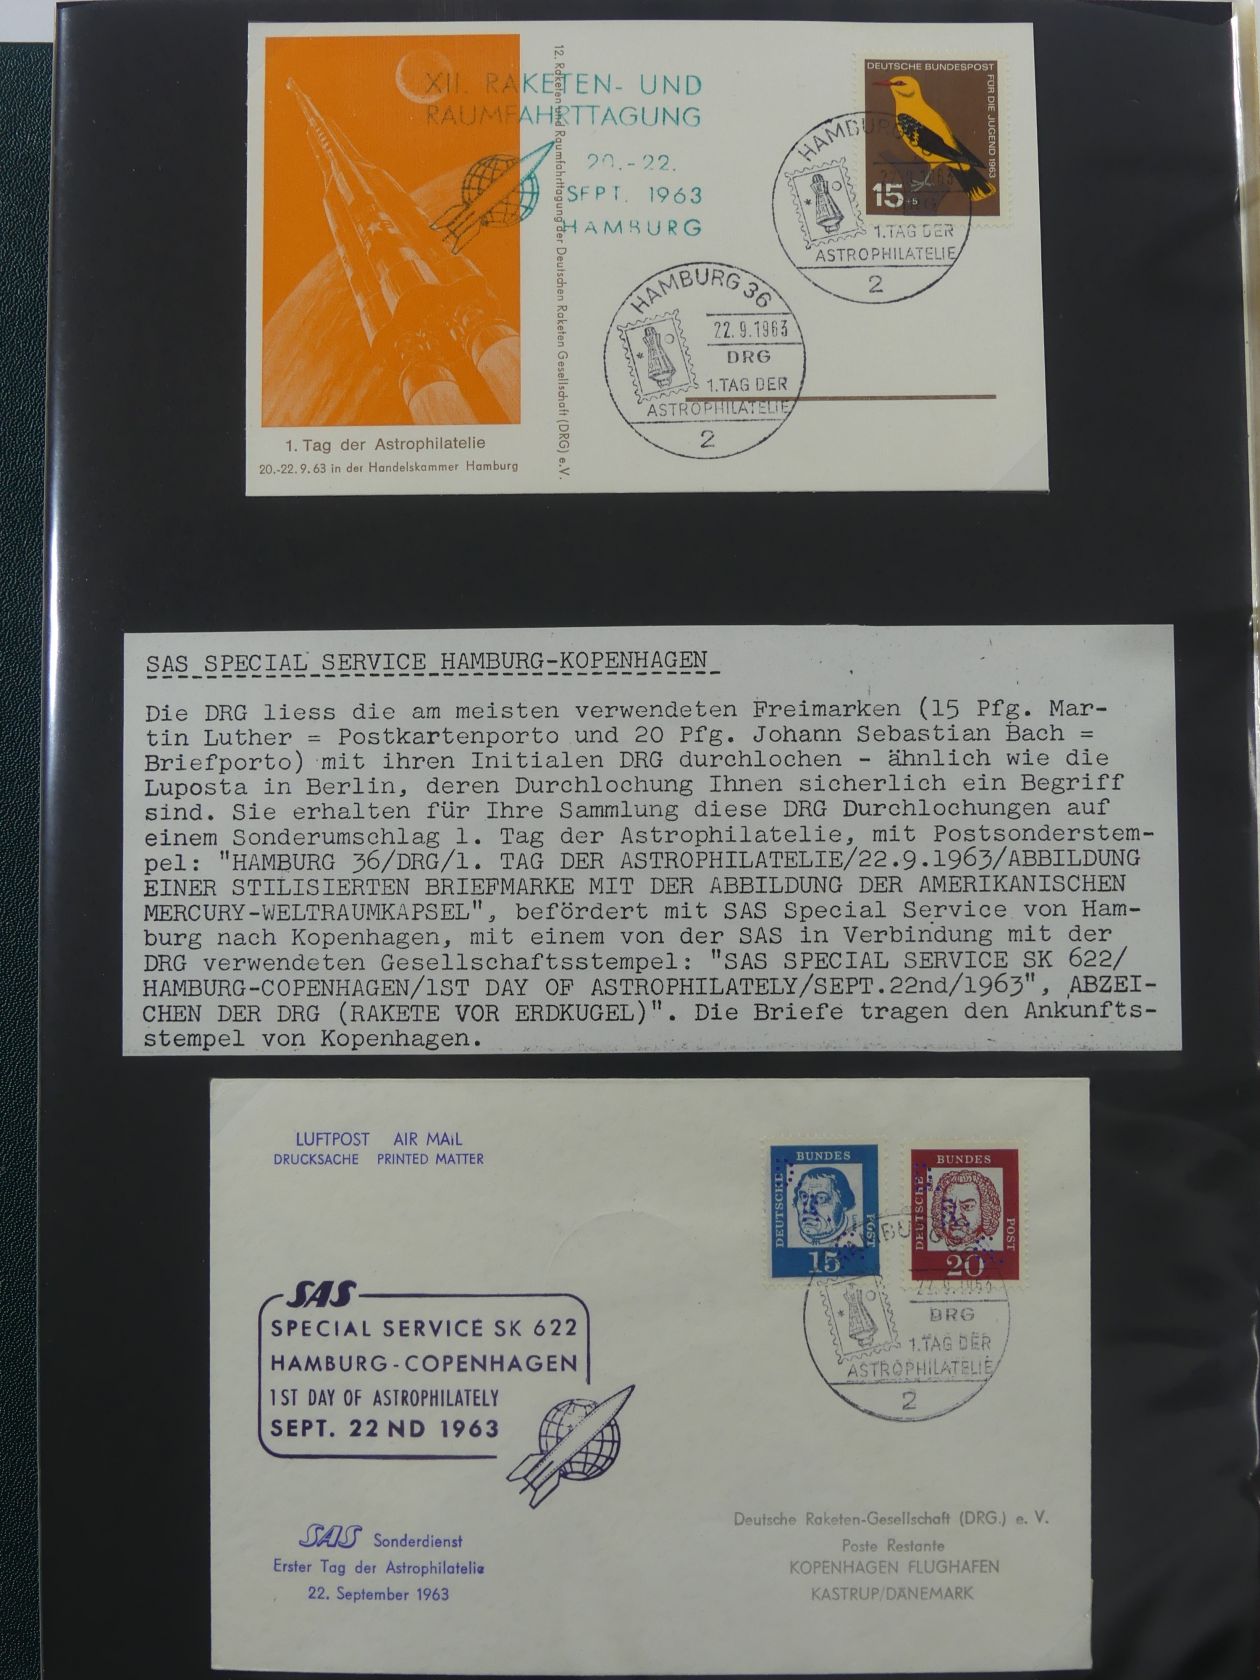 XII. RAKETEN- UND
RAUMFAHRTTAGUNG
20.-22.
SEPT. 1963
HAMBURG
12. Raketen und Raumfahrttagung der Deutschen Raketen Gesellschaft (DRG) e.V.
1. Tag der Astrophilatelie
20.-22.9.63 in der Handelskammer Hamburg
DEUTSCHE BUNDESPOST
FÜR DIE JUGEND 1963
15+5
HAMBURG
22.9.1963
DRG
1.TAG DER
ASTROPHILATELIE
2
HAMBURG 36
22.9.1963
DRG
1.TAG DER
ASTROPHILATELIE
2
SAS SPECIAL SERVICE HAMBURG-KOPENHAGEN
Die DRG liess die am meisten verwendeten Freimarken (15 Pfg. Mar-
tin Luther = Postkartenporto und 20 Pfg. Johann Sebastian Bach =
Briefporto) mit ihren Initialen DRG durchlochen - ähnlich wie die
Luposta in Berlin, deren Durchlochung Ihnen sicherlich ein Begriff
sind. Sie erhalten für Ihre Sammlung diese DRG Durchlochungen auf
einem Sonderumschlag 1. Tag der Astrophilatelie, mit Postsonderstem-
pel: "HAMBURG 36/DRG/1. TAG DER ASTROPHILATELIE/22.9.1963/ABBILDUNG
EINER STILISIERTEN BRIEFMARKE MIT DER ABBILDUNG DER AMERIKANISCHEN
MERCURY-WELTRAUMKAPSEL", befördert mit SAS Special Service von Ham-
burg nach Kopenhagen, mit einem von der SAS in Verbindung mit der
DRG verwendeten Gesellschaftsstempel: "SAS SPECIAL SERVICE SK 622/
HAMBURG-COPENHAGEN/1ST DAY OF ASTROPHILATELY/SEPT.22nd/1963", ABZEI-
CHEN DER DRG (RAKETE VOR ERDKUGEL)". Die Briefe tragen den Ankunfts-
stempel von Kopenhagen.
LUFTPOST AIR MAIL
DRUCKSACHE PRINTED MATTER
DEUTSCHE
BUNDES
POST
15
DEUTSCHE
BUNDES
POST
20
HAMBURG
22.9.1963
DRG
1.TAG DER
ASTROPHILATELIE
2
SAS
SPECIAL SERVICE SK 622
HAMBURG-COPENHAGEN
1ST DAY OF ASTROPHILATELY
SEPT. 22 ND 1963
SAS Sonderdienst
Erster Tag der Astrophilatelie
22. September 1963
Deutsche Raketen-Gesellschaft (DRG.) e. V.
Poste Restante
KOPENHAGEN FLUGHAFEN
KASTRUP/DÄNEMARK